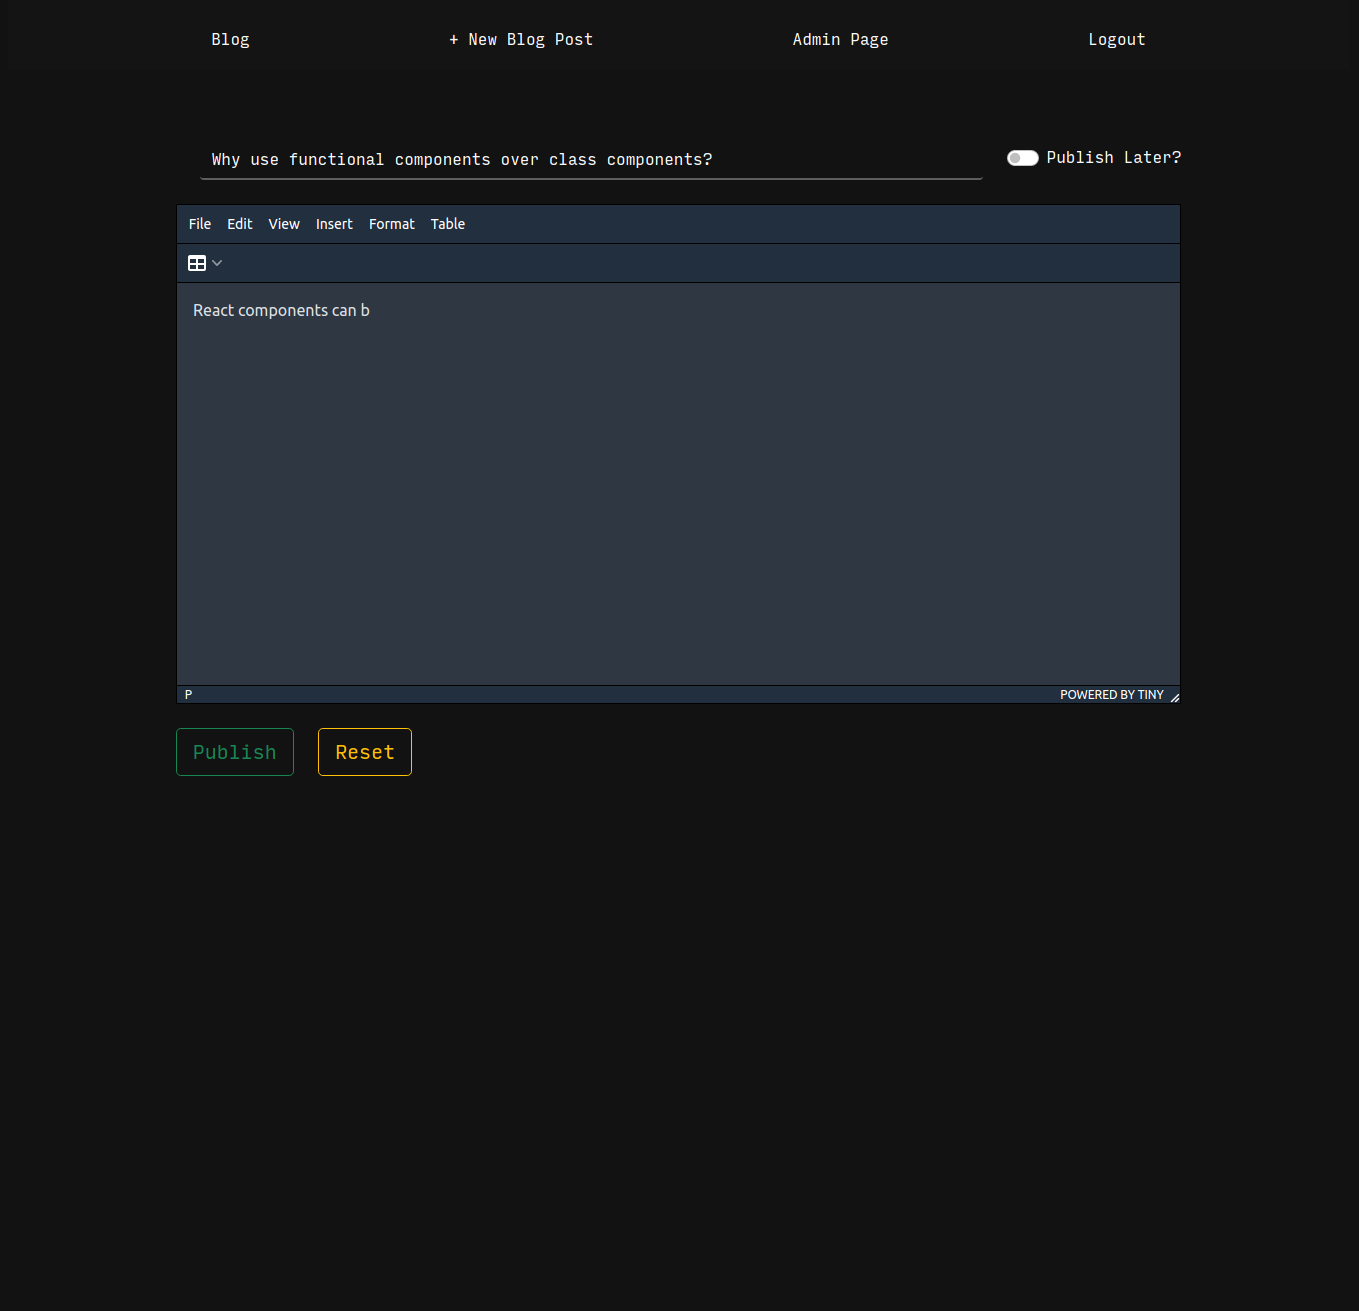 Blog + New Blog Post Admin Page Logout
Why use functional components over class components? Publish Later?
File Edit View Insert Format Table
React components can b
P POWERED BY TINY
Publish Reset